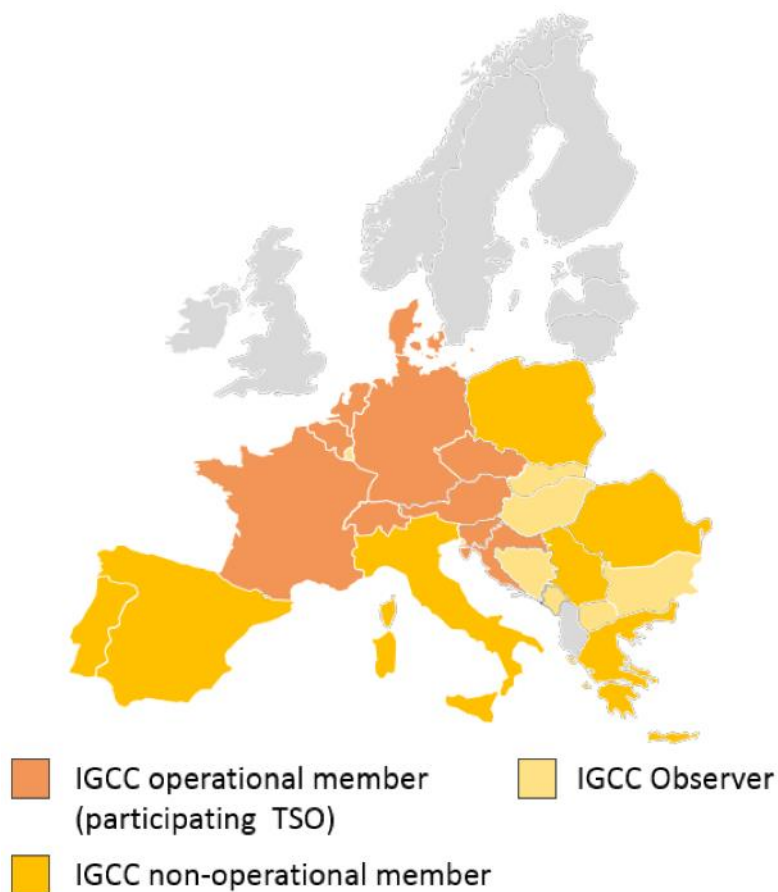 IGCC operational member
(participating TSO)
IGCC Observer
IGCC non-operational member